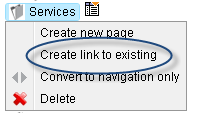 Services
Create new page
Create link to existing
Convert to navigation only
Delete